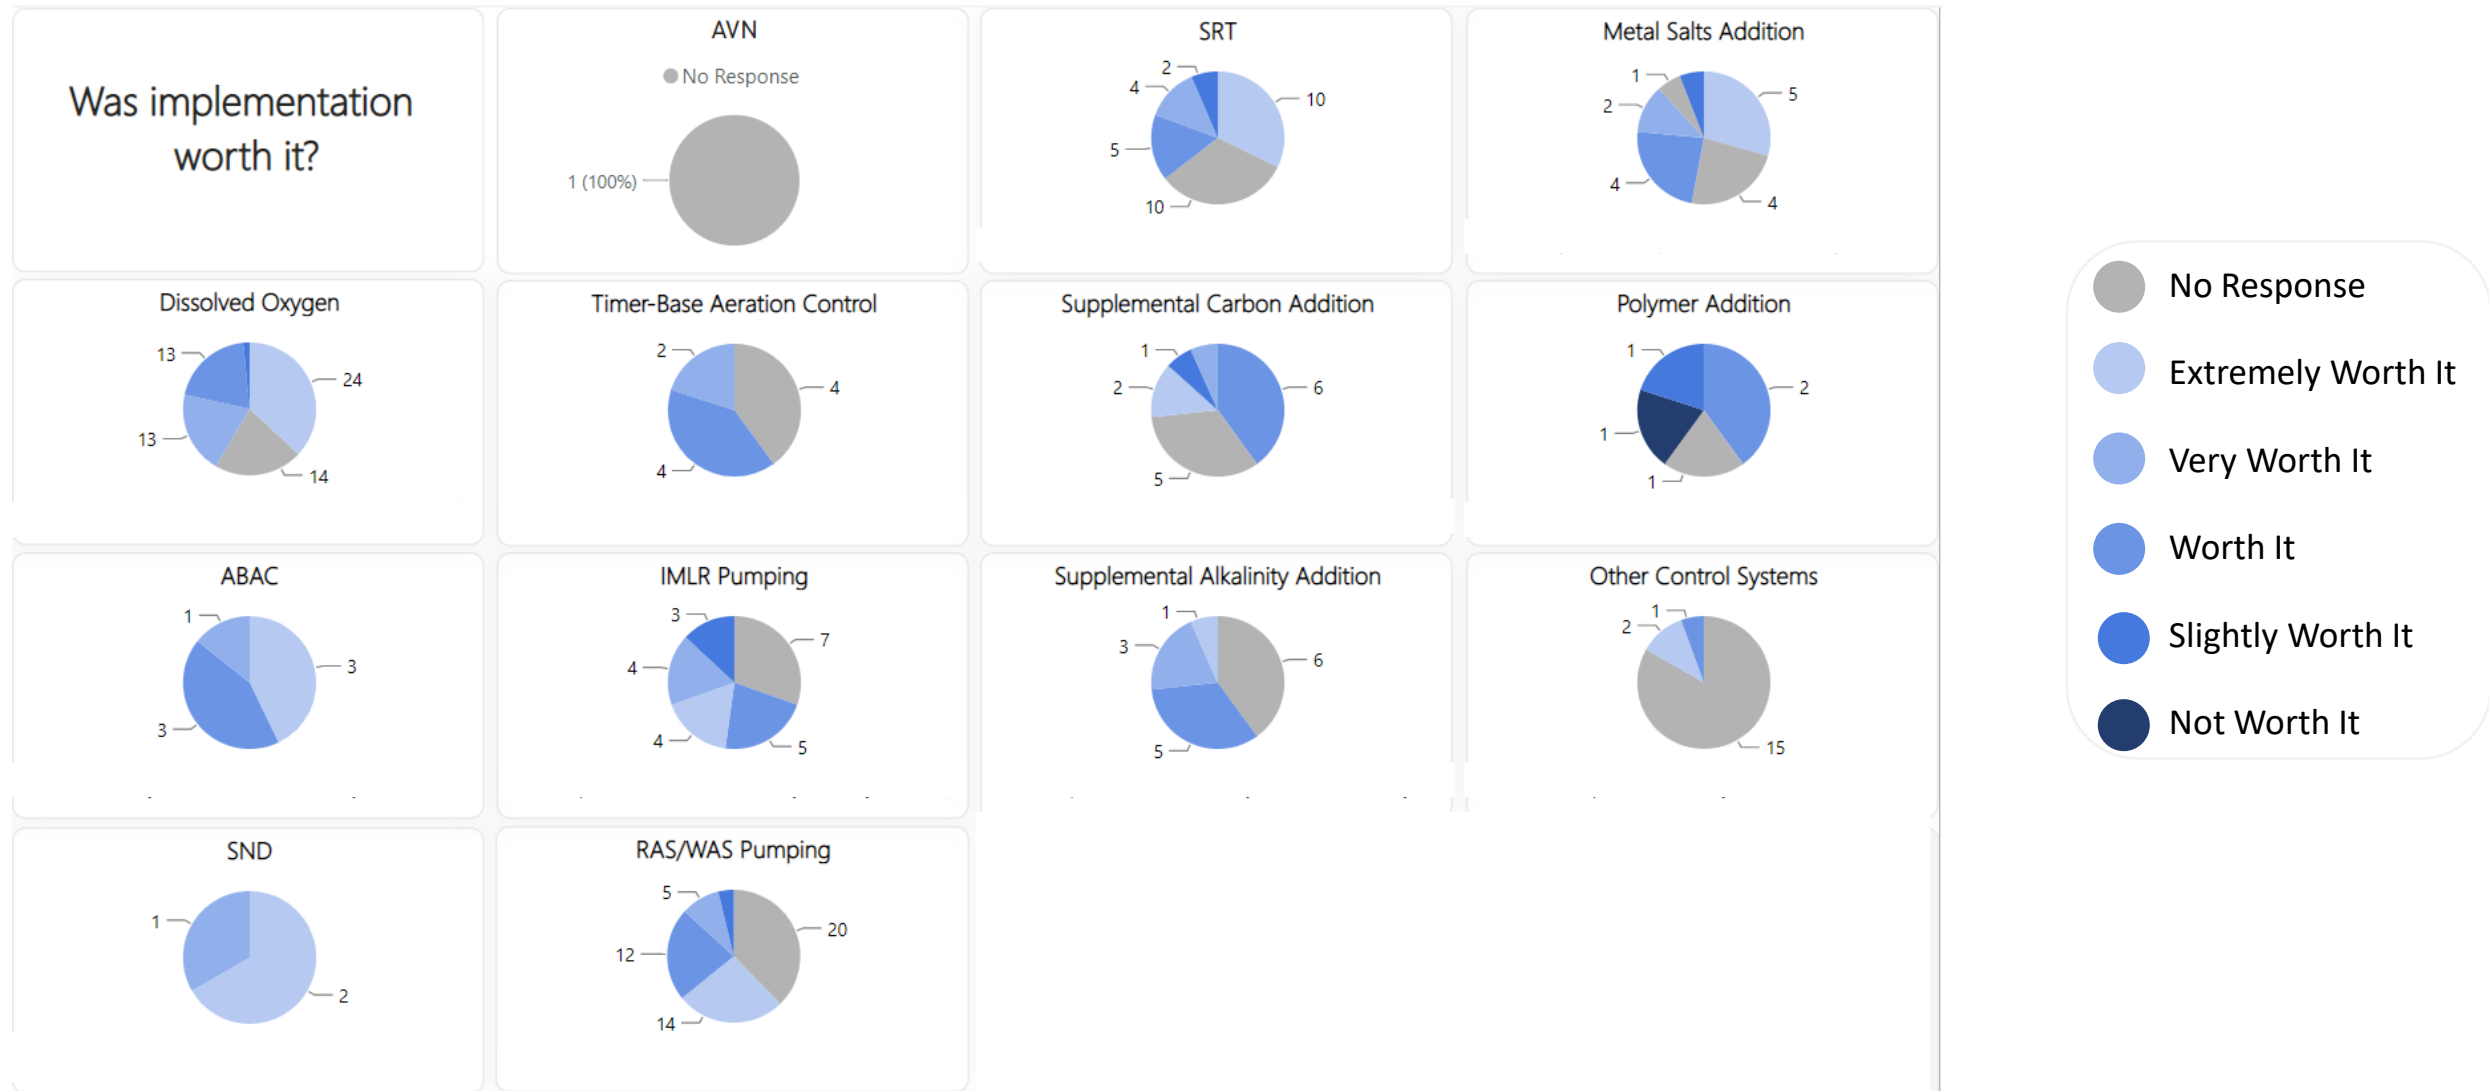 Was implementation
worth it?
AVN
No Response
1 (100%)
SRT
2
4
10
5
10
Metal Salts Addition
1
5
2
4
4
Dissolved Oxygen
13
24
13
14
Timer-Base Aeration Control
2
4
4
Supplemental Carbon Addition
1
2
6
5
Polymer Addition
1
2
1
1
ABAC
1
3
3
IMLR Pumping
3
7
4
4
5
Supplemental Alkalinity Addition
1
3
6
5
Other Control Systems
1
2
15
SND
1
2
RAS/WAS Pumping
5
20
12
14
No Response
Extremely Worth It
Very Worth It
Worth It
Slightly Worth It
Not Worth It